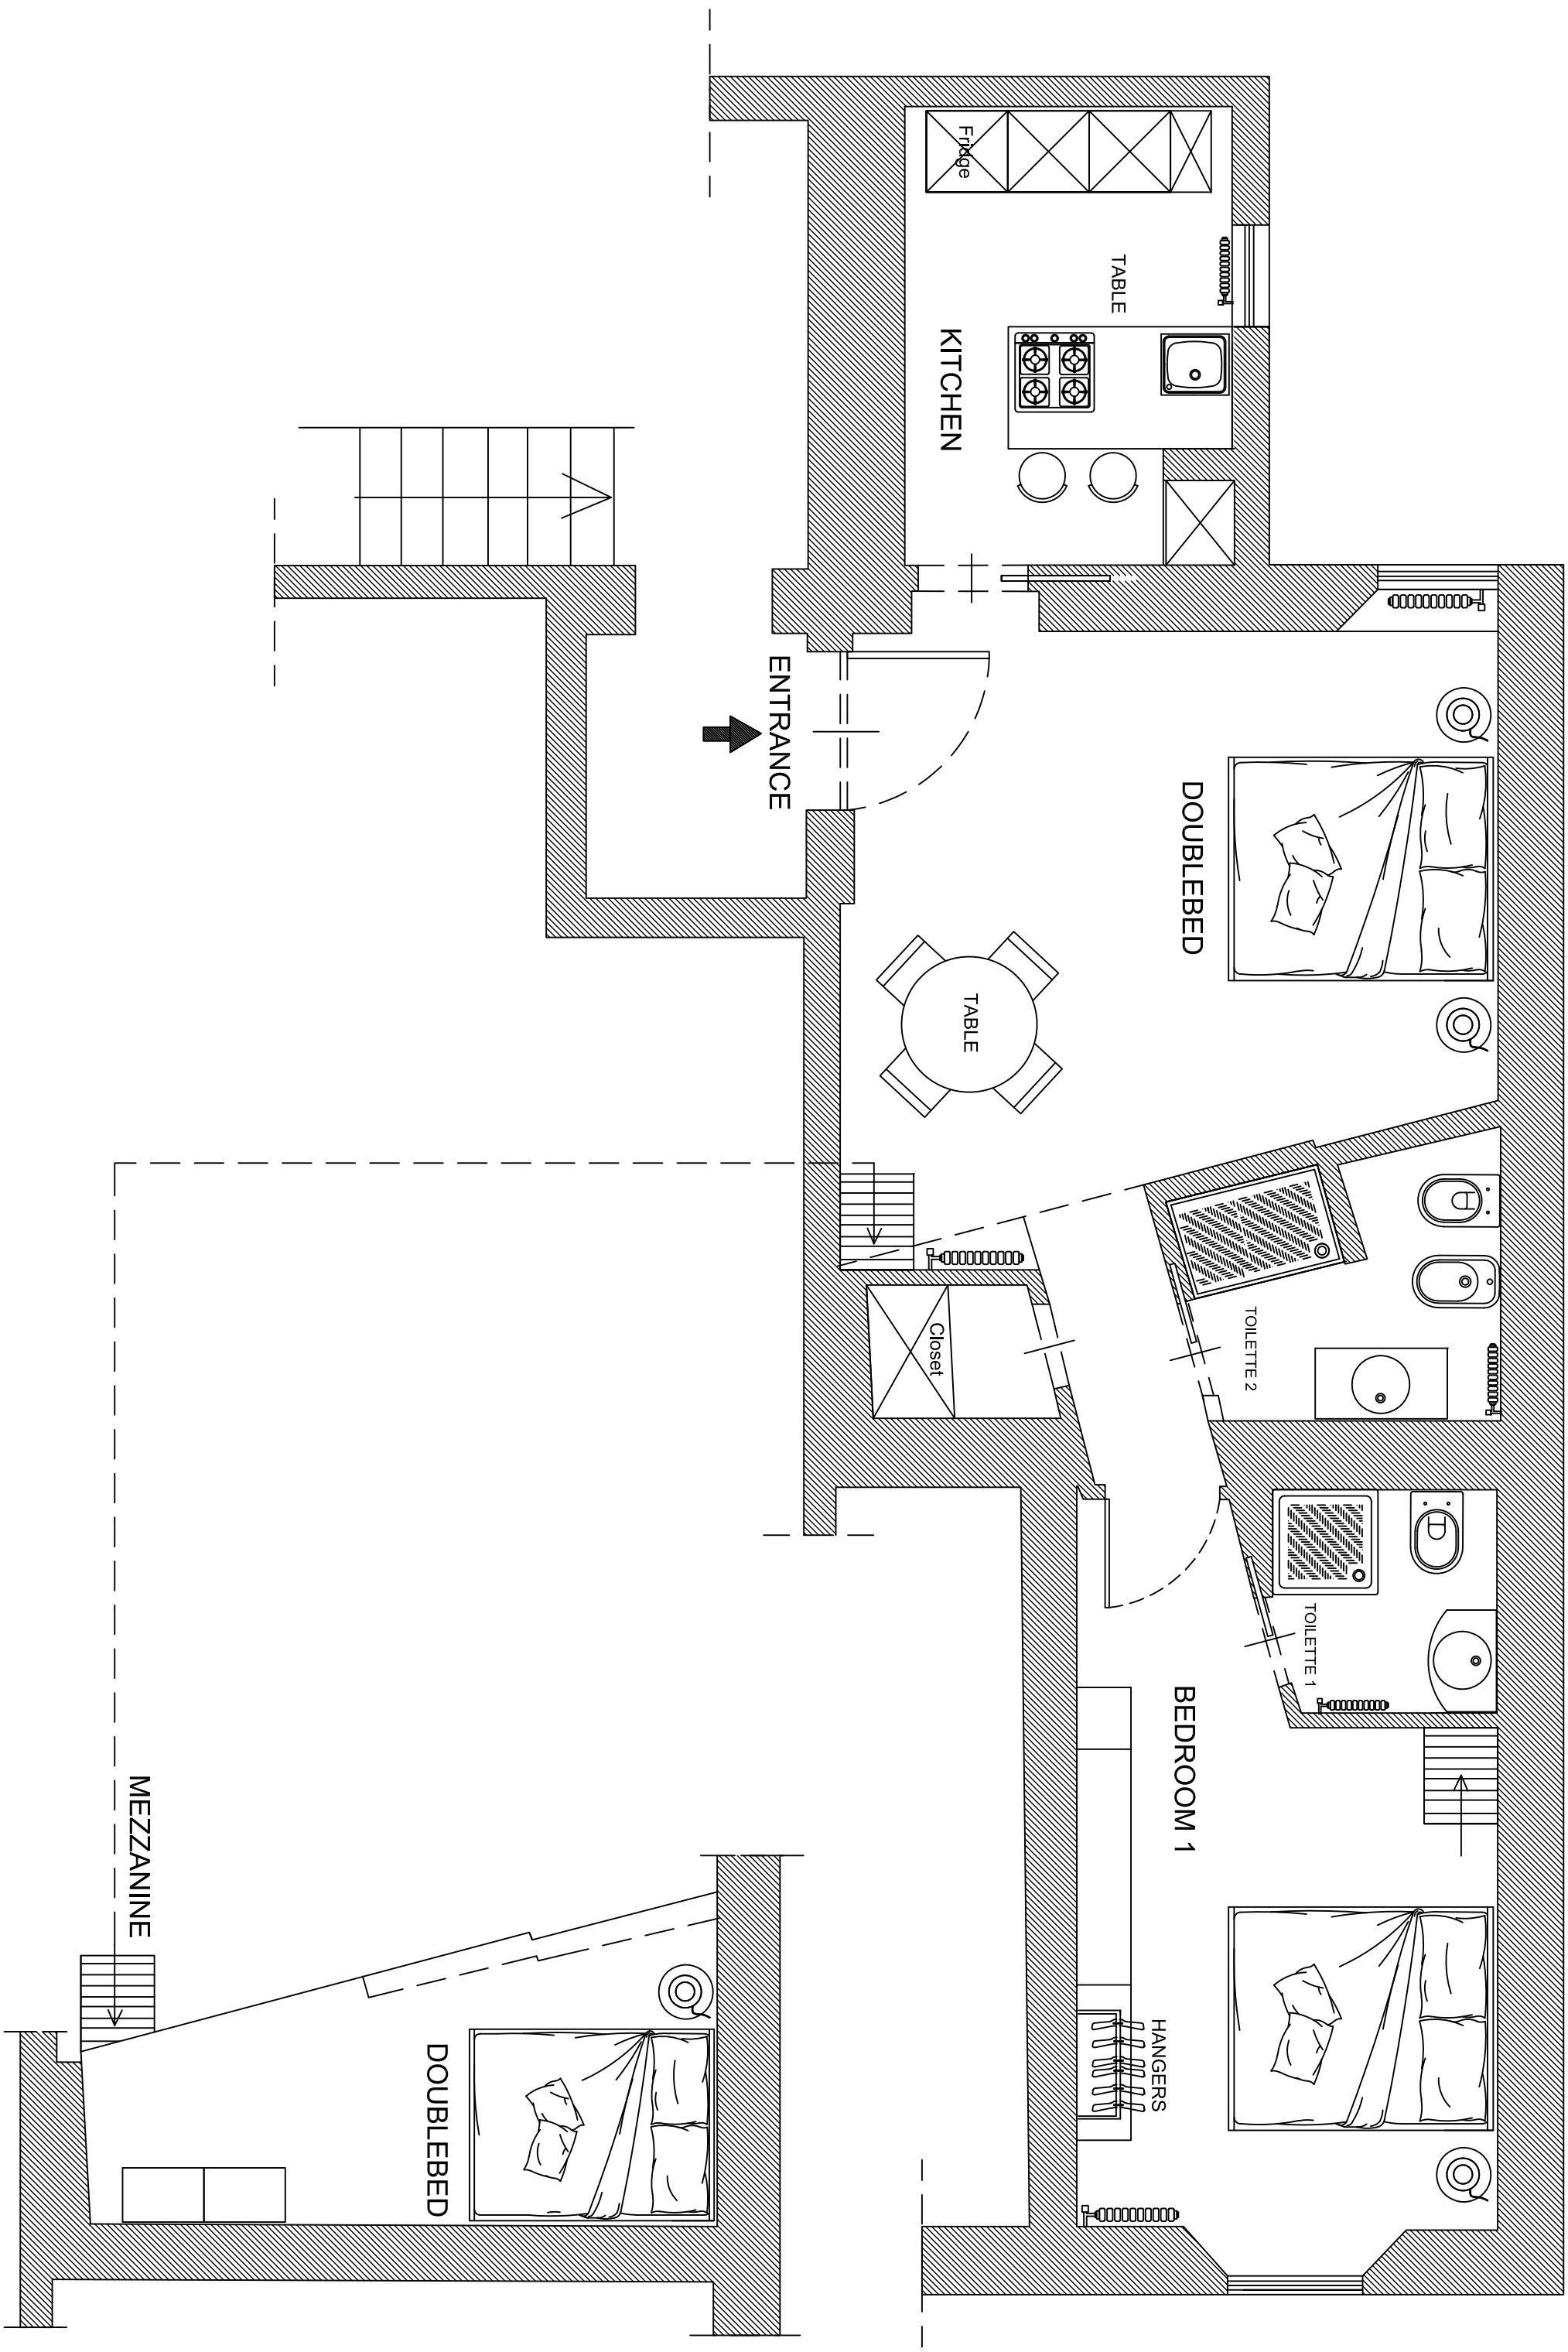 Fridge
TABLE
KITCHEN
ENTRANCE
DOUBLEBED
TABLE
TOILETTE 2
Closet
TOILETTE 1
BEDROOM 1
HANGERS
MEZZANINE
DOUBLEBED